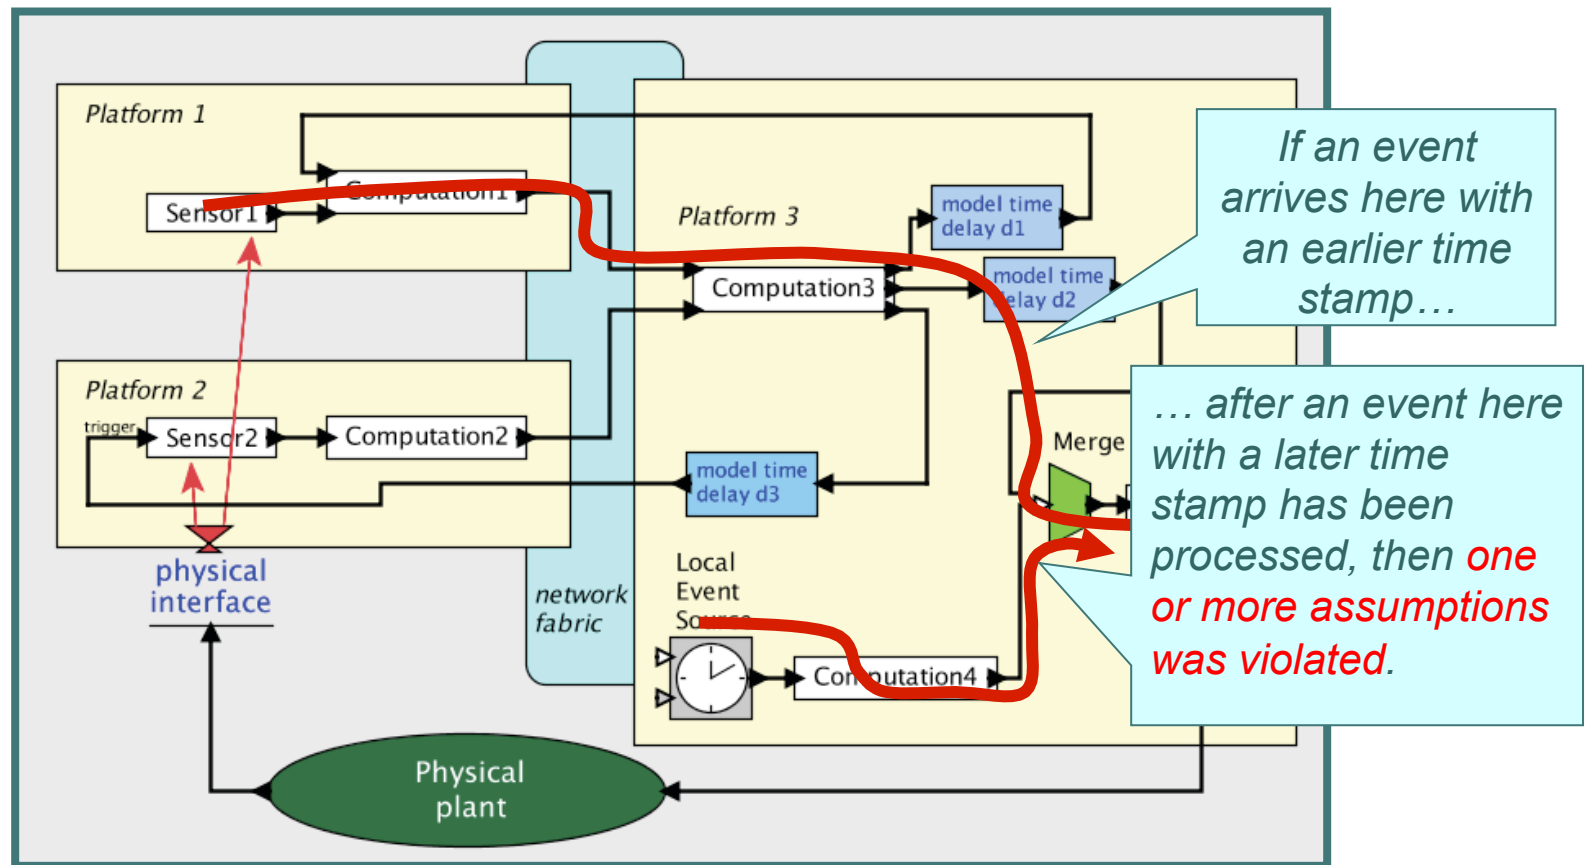 Platform 1
Sensor1
Computation1
Platform 2
trigger
Sensor2
Computation2
physical
interface
network
fabric
Platform 3
Computation3
model time
delay d1
model time
delay d2
model time
delay d3
Merge
Local
Event
Source
Computation4
Physical
plant
If an event
arrives here with
an earlier time
stamp…
… after an event here
with a later time
stamp has been
processed, then one
or more assumptions
was violated.